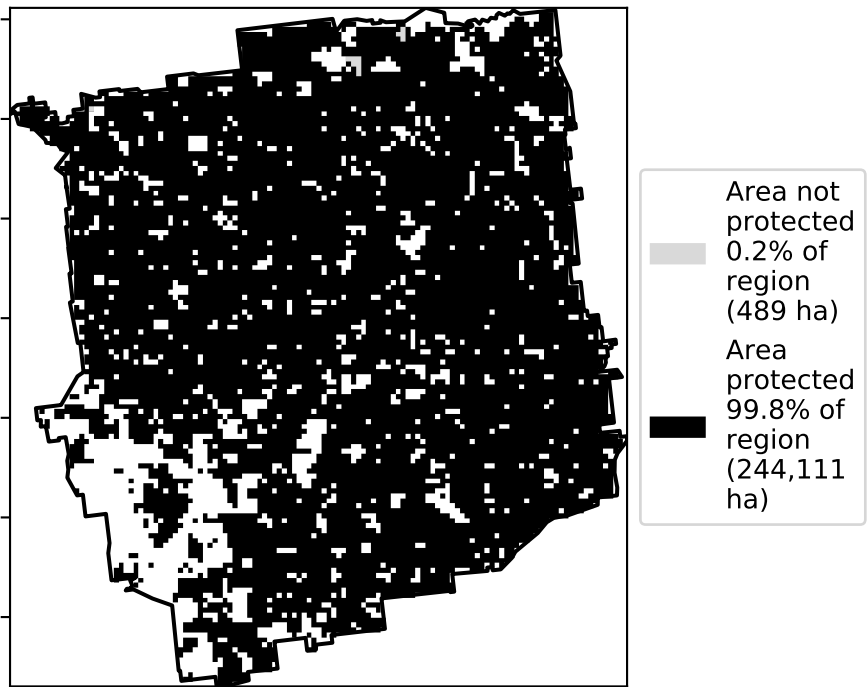 Area not
protected
0.2% of
region
(489 ha)
Area
protected
99.8% of
region
(244,111
ha)